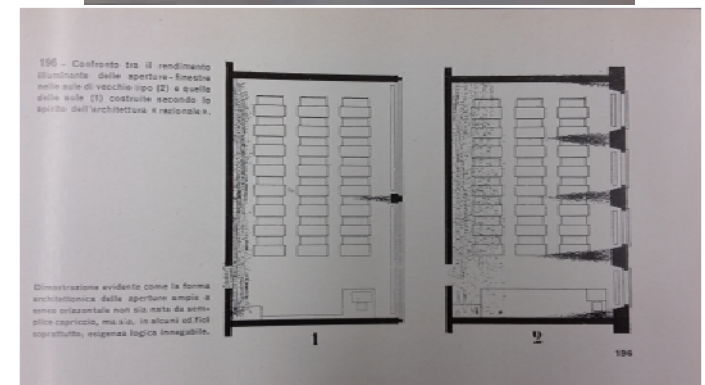 196 - Confronto tra il rendimento
illuminante delle aperture-finestre
nelle aule di vecchio tipo (2) e quelle
delle aule (1) costruite secondo lo
spirito dell'architettura « razionale ».
Dimostrazione evidente come la forma
architettonica delle aperture ampie a
senso orizzontale non sia nata da sem-
plice capriccio, ma sia, in alcuni edifici
soprattutto, esigenza logica innegabile.
1
2
196